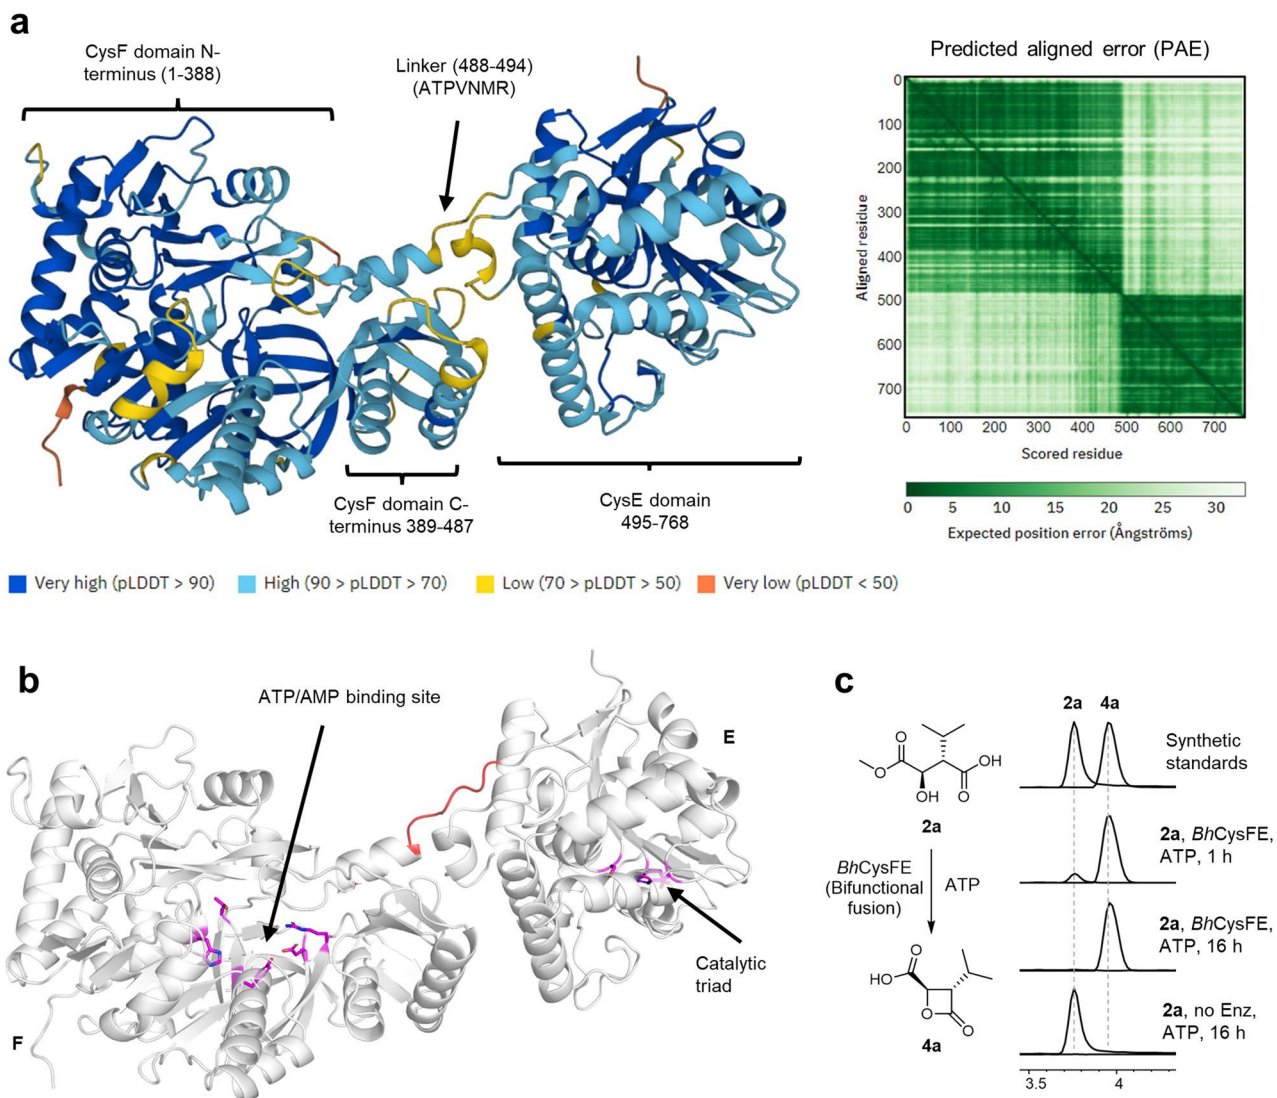 a
CysF domain N-
terminus (1-388)
Linker (488-494)
(ATPVNMR)
CysF domain C-
terminus 389-487
CysE domain
495-768
Predicted aligned error (PAE)
Aligned residue
0
100
200
300
400
500
600
700
0 100 200 300 400 500 600 700
Scored residue
0 5 10 15 20 25 30
Expected position error (Ångströms)
Very high (pLDDT > 90) High (90 > pLDDT > 70) Low (70 > pLDDT > 50) Very low (pLDDT < 50)
b
ATP/AMP binding site
E
Catalytic
triad
F
c
O
O
OH
OH
O
2a
BhCysFE
(Bifunctional
fusion)
ATP
O
HO
O
O
4a
2a 4a
Synthetic
standards
2a, BhCysFE,
ATP, 1 h
2a, BhCysFE,
ATP, 16 h
2a, no Enz,
ATP, 16 h
3.5 4